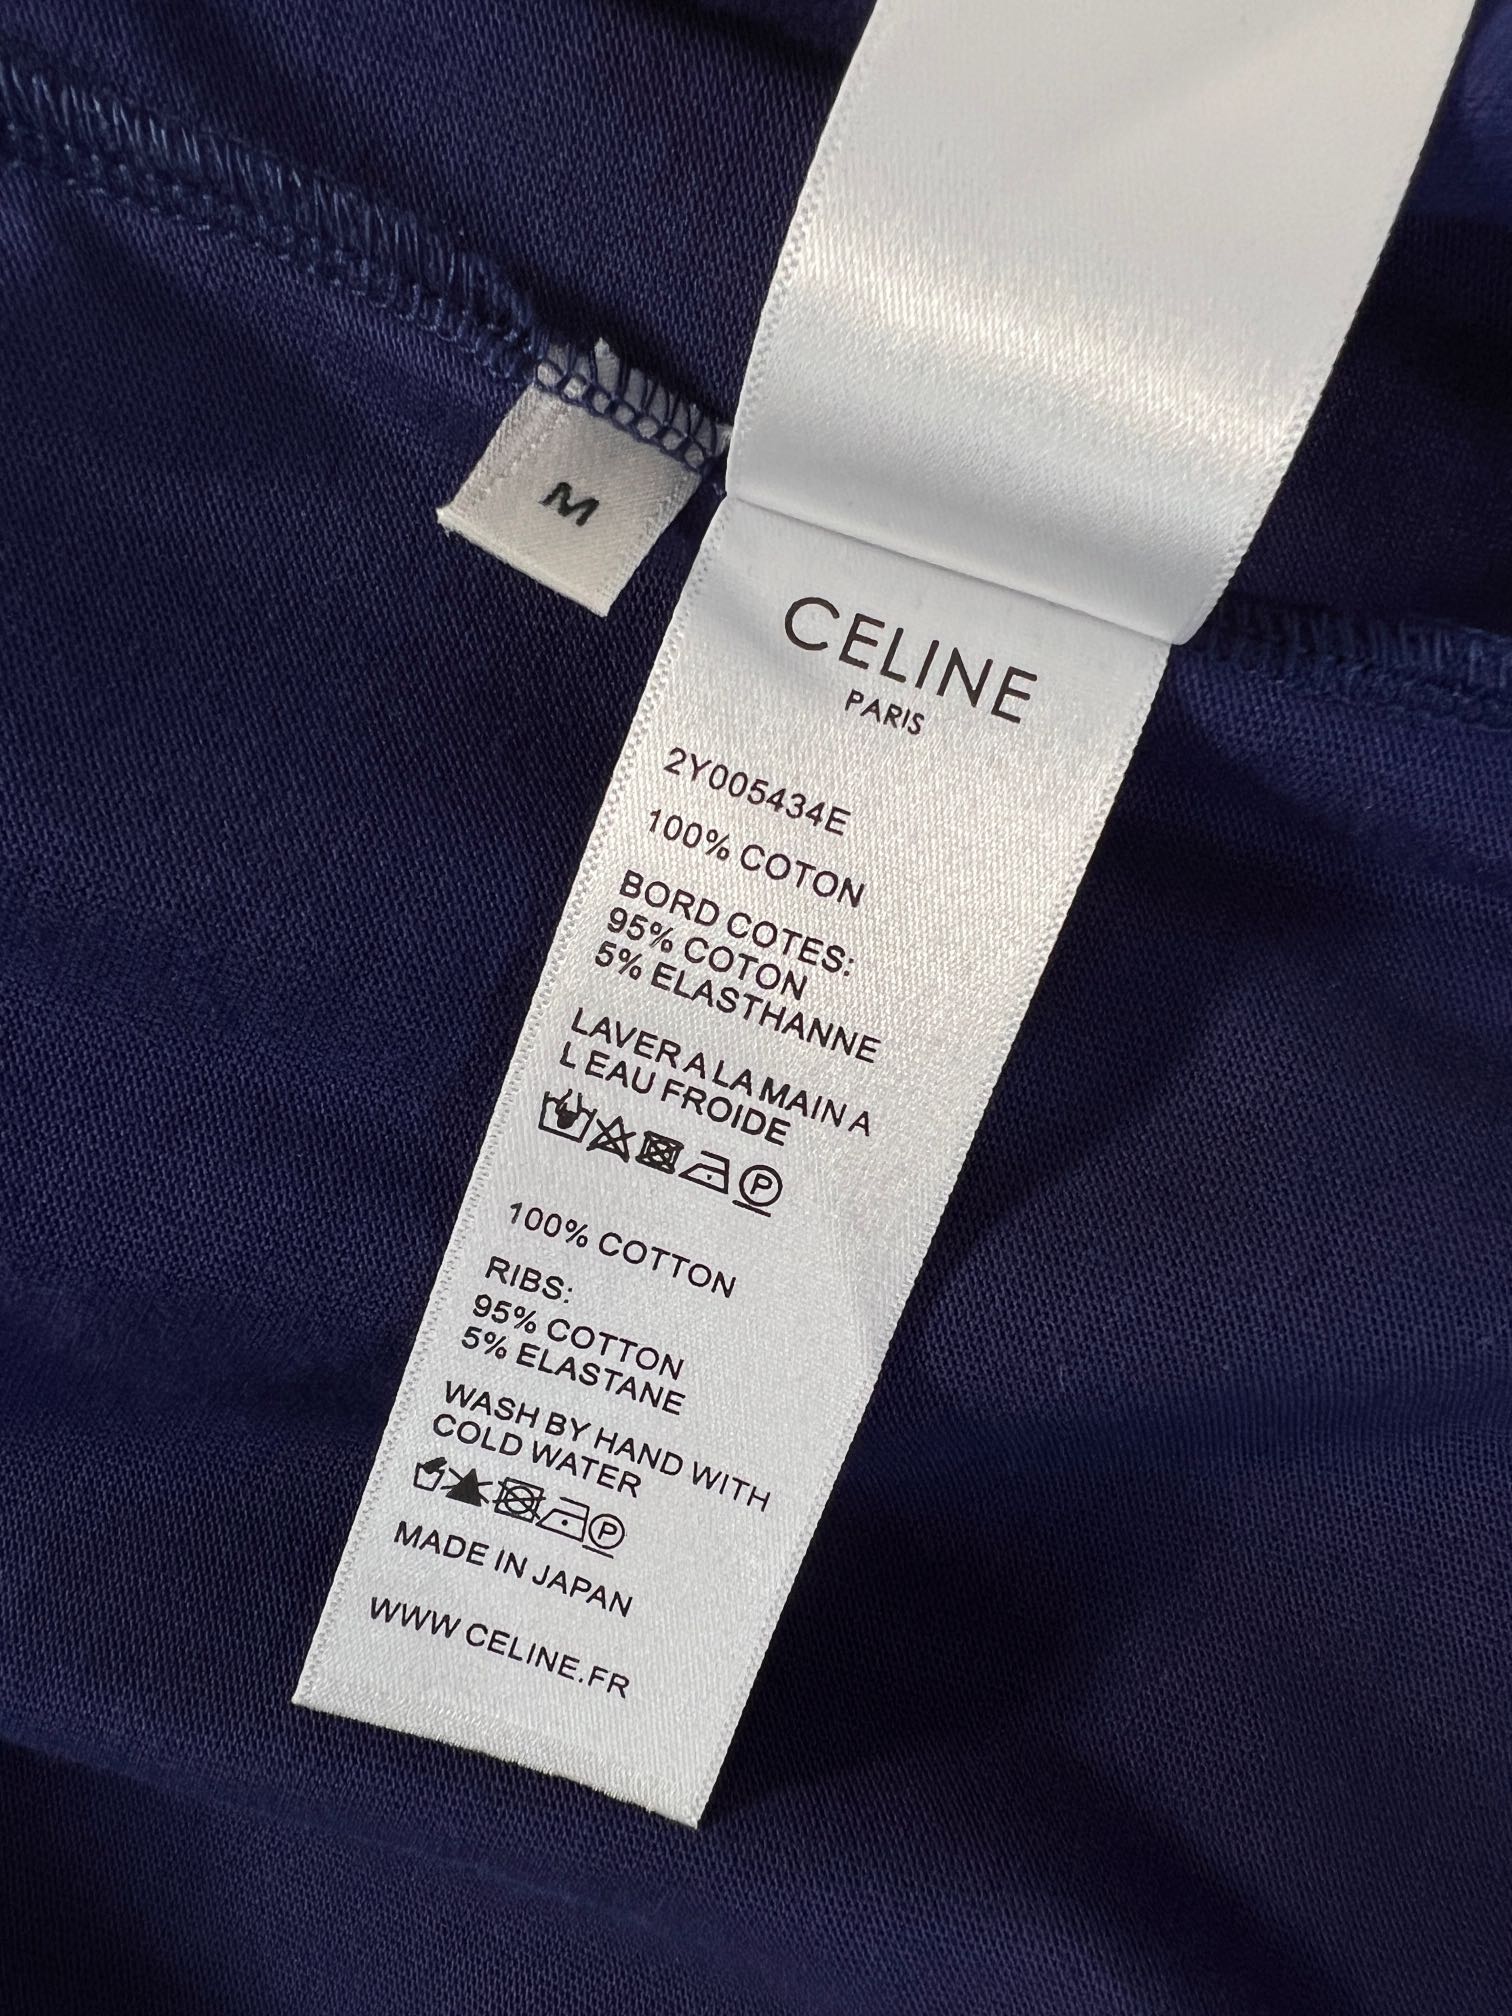 M
CELINE
PARIS
2Y005434E
100% COTON
BORD COTES:
95% COTON
5% ELASTHANNE
LAVER A LA MAIN A
L EAU FROIDE
P
100% COTTON
RIBS:
95% COTTON
5% ELASTANE
WASH BY HAND WITH
COLD WATER
P
MADE IN JAPAN
WWW CELINE.FR